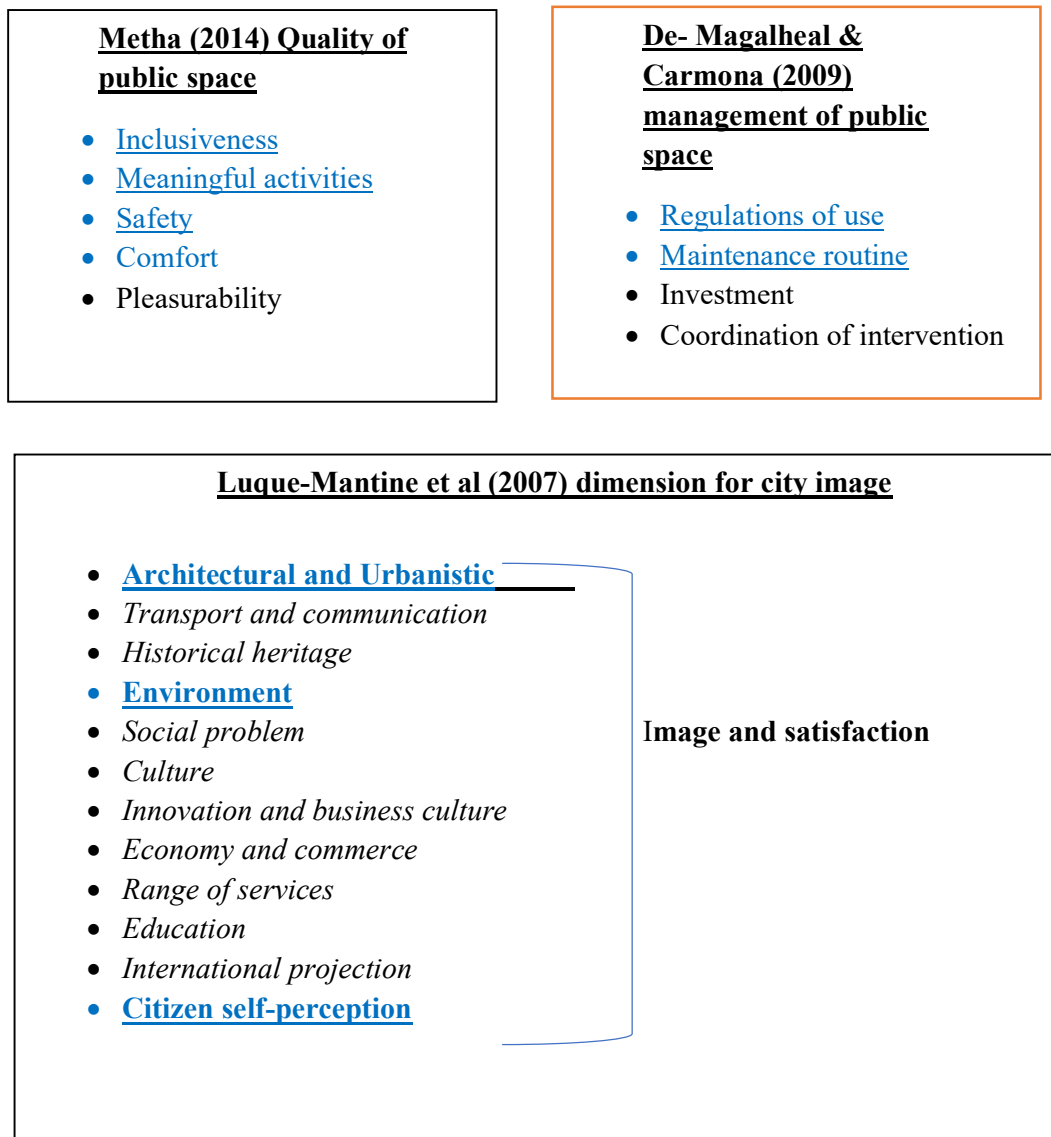 Metha (2014) Quality of
public space
• Inclusiveness
• Meaningful activities
• Safety
• Comfort
• Pleasurability
De- Magalheal &
Carmona (2009)
management of public
space
• Regulations of use
• Maintenance routine
• Investment
• Coordination of intervention
Luque-Mantine et al (2007) dimension for city image
• Architectural and Urbanistic
• Transport and communication
• Historical heritage
• Environment
• Social problem
• Culture
• Innovation and business culture
• Economy and commerce
• Range of services
• Education
• International projection
• Citizen self-perception
Image and satisfaction